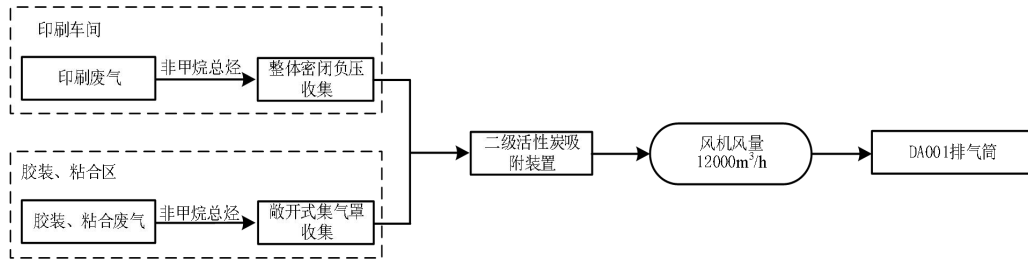 印刷车间
印刷废气
非甲烷总烃
整体密闭负压
收集
胶装、粘合区
胶装、粘合废气
非甲烷总烃
敞开式集气罩
收集
二级活性炭吸
附装置
风机风量
12000m³/h
DA001排气筒